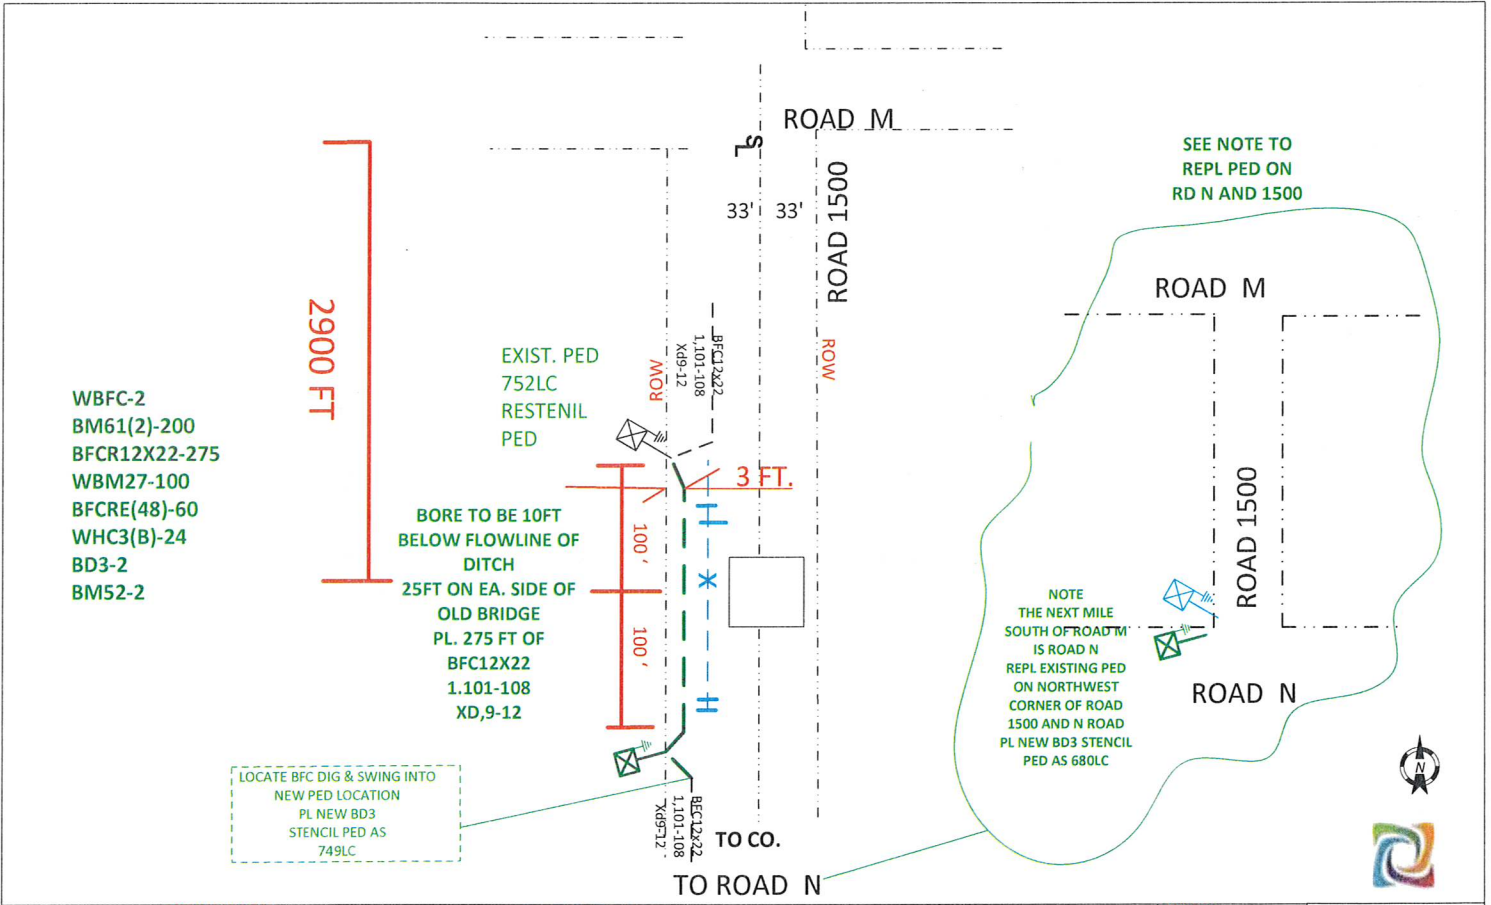 ROAD M
S
7
33' 33'
ROAD 1500
SEE NOTE TO
REPL PED ON
RD N AND 1500
ROAD M
2900 FT
ROW
ROW
BFC12x22
1,101-108
Xd9-12
EXIST. PED
752LC
RESTENIL
PED
WBFC-2
BM61(2)-200
BFCR12X22-275
WBM27-100
BFCRE(48)-60
WHC3(B)-24
BD3-2
BM52-2
3 FT.
BORE TO BE 10FT
BELOW FLOWLINE OF
DITCH
25FT ON EA. SIDE OF
OLD BRIDGE
PL. 275 FT OF
BFC12X22
1.101-108
XD,9-12
100 '
100 '
H
X
H
ROAD 1500
NOTE
THE NEXT MILE
SOUTH OF ROAD M
IS ROAD N
REPL EXISTING PED
ON NORTHWEST
CORNER OF ROAD
1500 AND N ROAD
PL NEW BD3 STENCIL
PED AS 680LC
ROAD N
LOCATE BFC DIG & SWING INTO
NEW PED LOCATION
PL NEW BD3
STENCIL PED AS
749LC
BFC12x22
1,101-108
Xd9-12
TO CO.
TO ROAD N
N